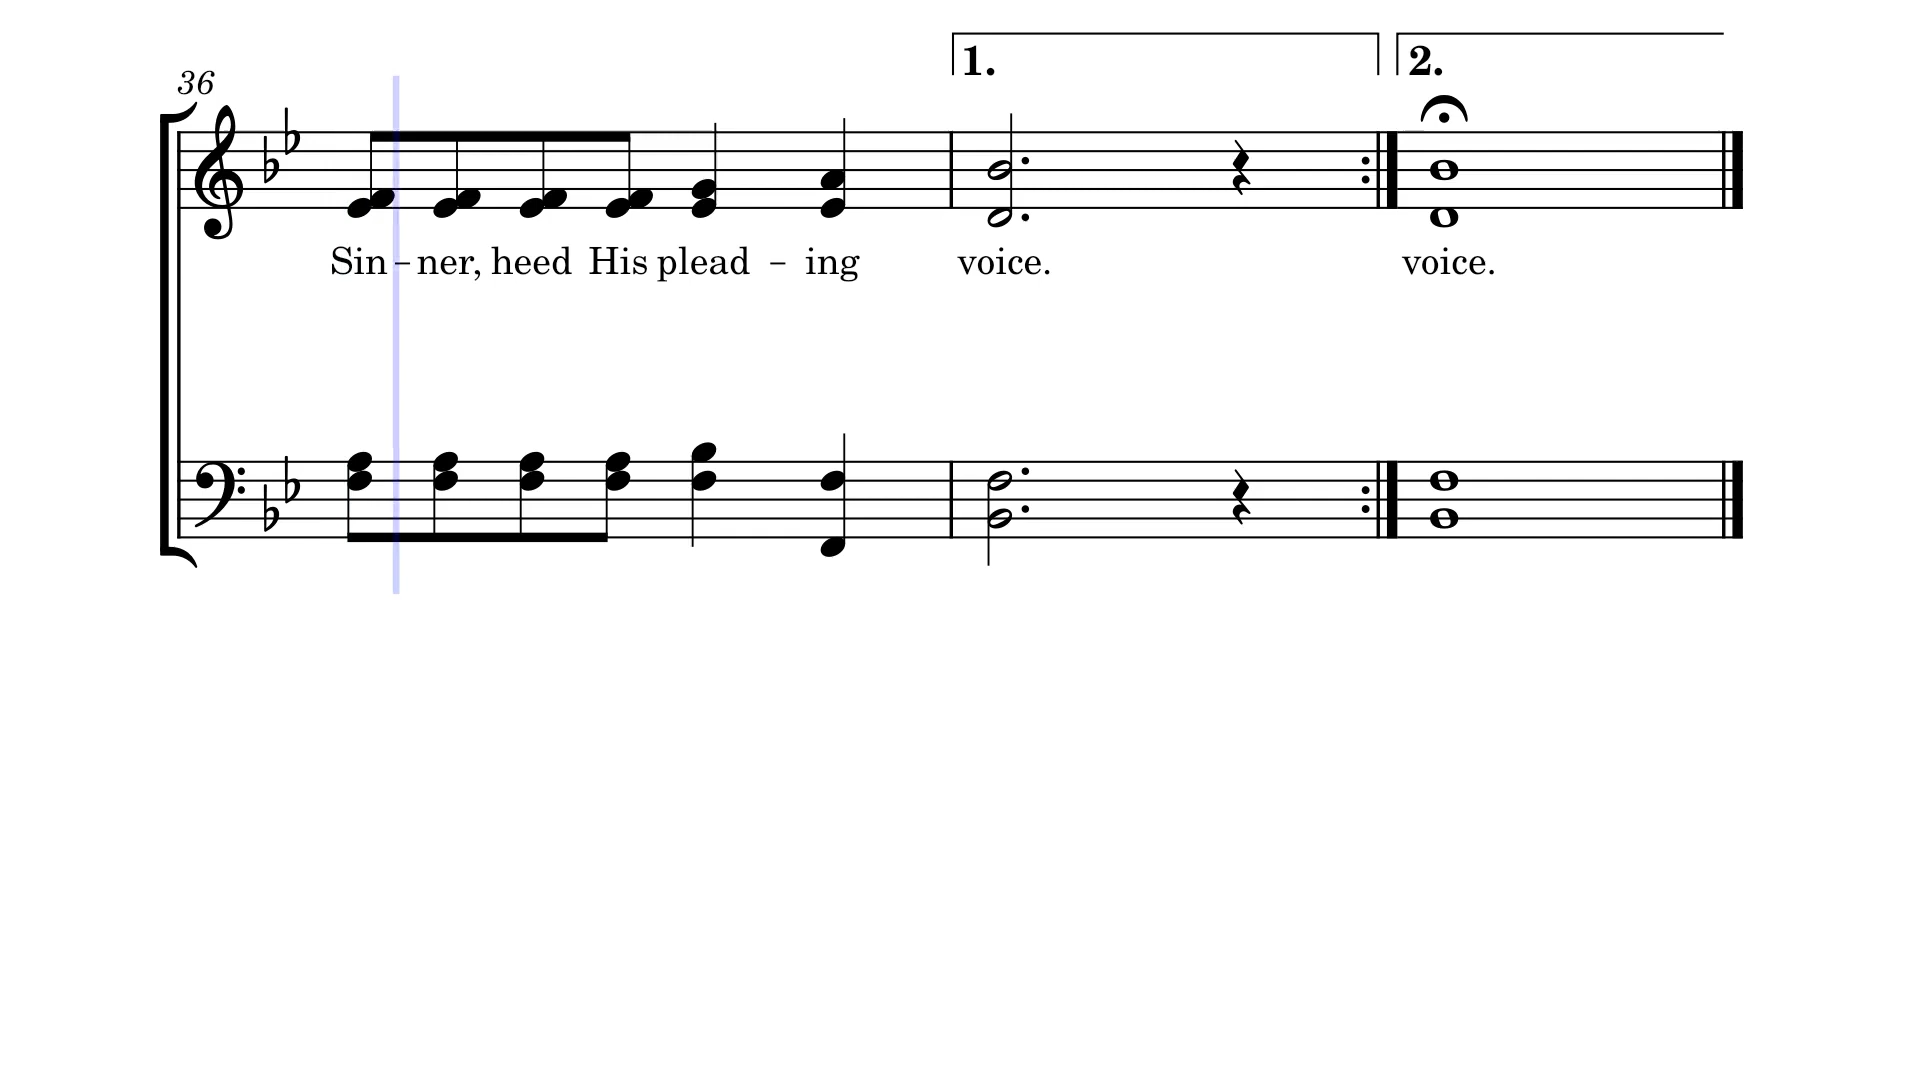 1. 2.
36
Sin – ner, heed His plead – ing voice. voice.